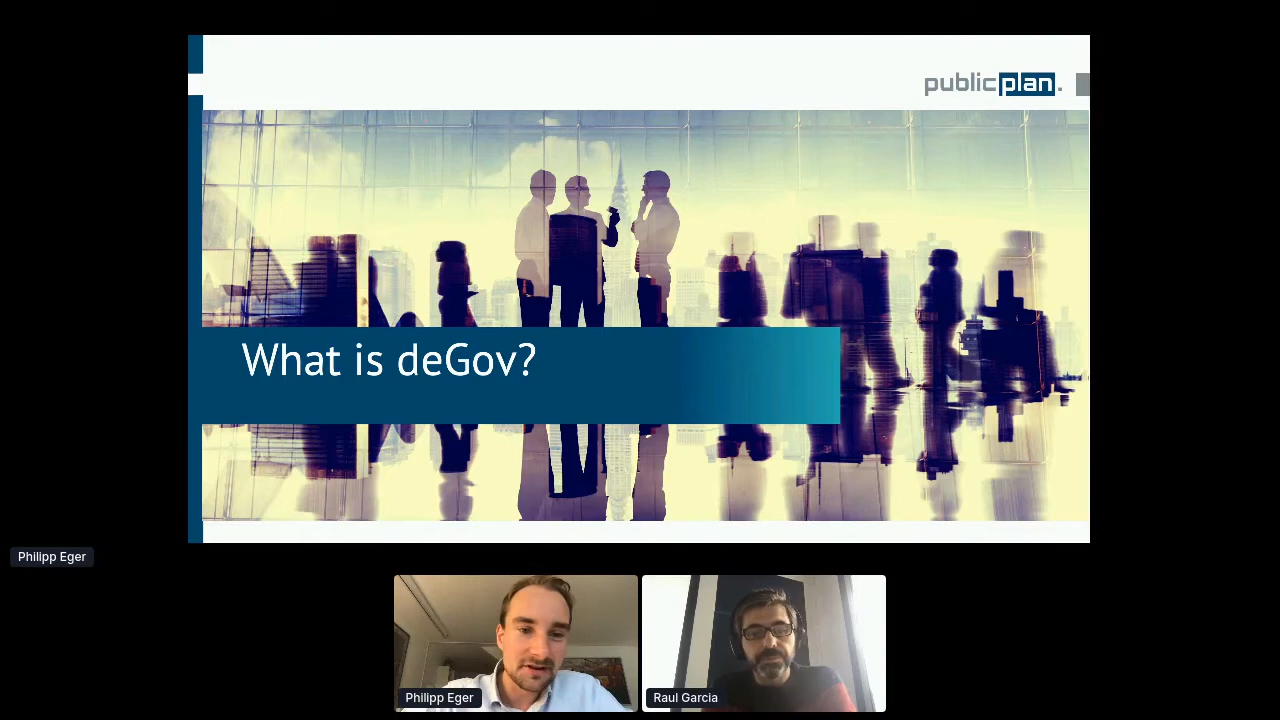 publicplan.
What is deGov?
Philipp Eger
Philipp Eger
Raul Garcia